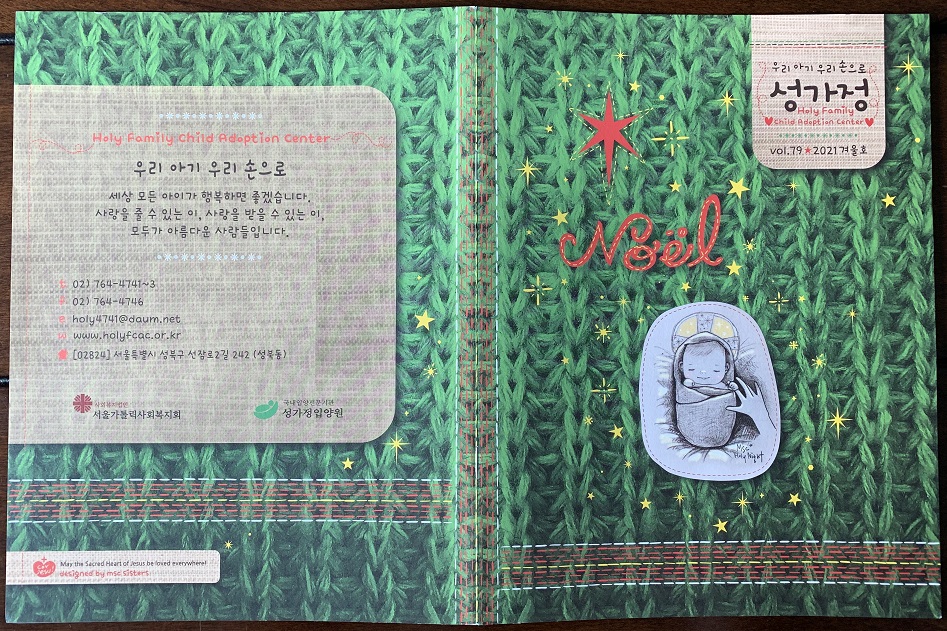 Holy Family Child Adoption Center
우리 아기 우리 손으로
세상 모든 아이가 행복하면 좋겠습니다.
사랑을 줄 수 있는 이, 사랑을 받을 수 있는 이,
모두가 아름다운 사람들입니다.
02) 764-4741~3
02) 764-4746
holy4741@daum.net
www.holyfcac.or.kr
[02824] 서울특별시 성북구 선잠로2길 242 (성북동)
사회복지법인
서울가톨릭사회복지회
국내입양전문기관
성가정입양원
May the Sacred Heart of Jesus be loved everywhere!
designed by msc sisters
우리 아기 우리 손으로
성가정
Holy Family
Child Adoption Center
vol.79 ★ 2021 겨울호
Noël
Holy Night